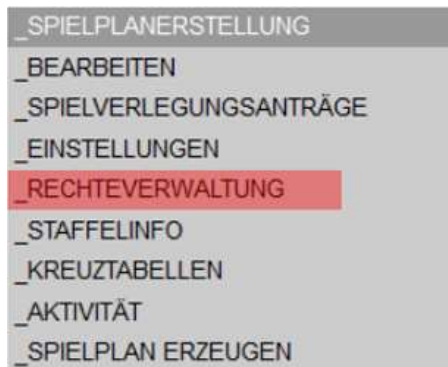 _SPIELPLANERSTELLUNG
_BEARBEITEN
_SPIELVERLEGUNGSANTRÄGE
_EINSTELLUNGEN
_RECHTEVERWALTUNG
_STAFFELINFO
_KREUZTABELLEN
_AKTIVITÄT
_SPIELPLAN ERZEUGEN